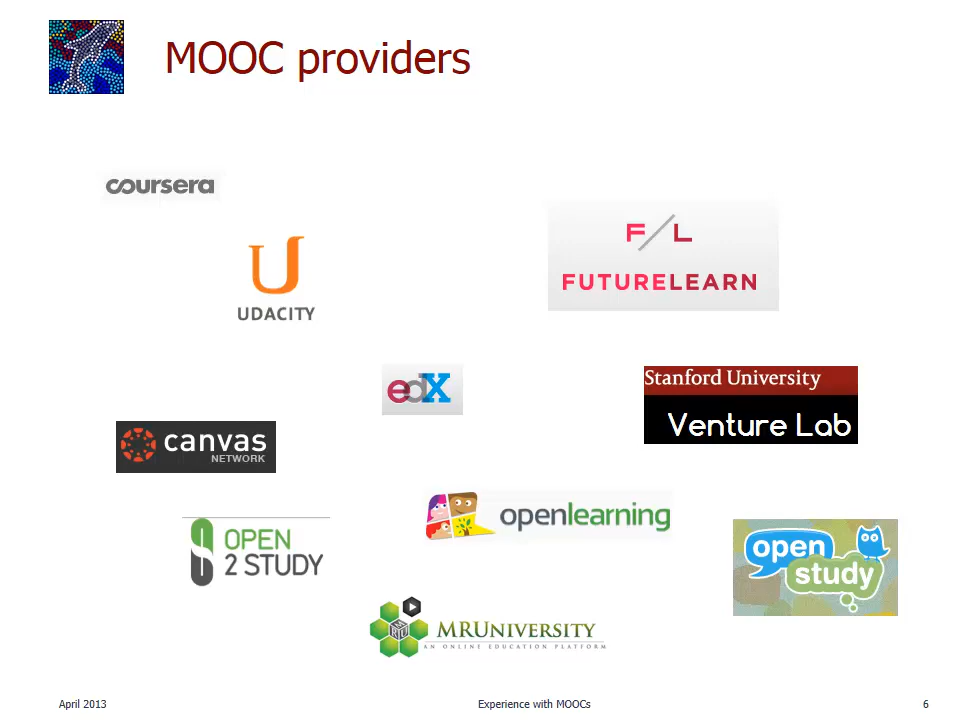 MOOC providers
coursera
UDACITY
F/L
FUTURELEARN
edX
Stanford University
Venture Lab
canvas
NETWORK
openlearning
OPEN
2 STUDY
open
study
MRU
MRUNIVERSITY
AN ONLINE EDUCATION PLATFORM
April 2013
Experience with MOOCs
6